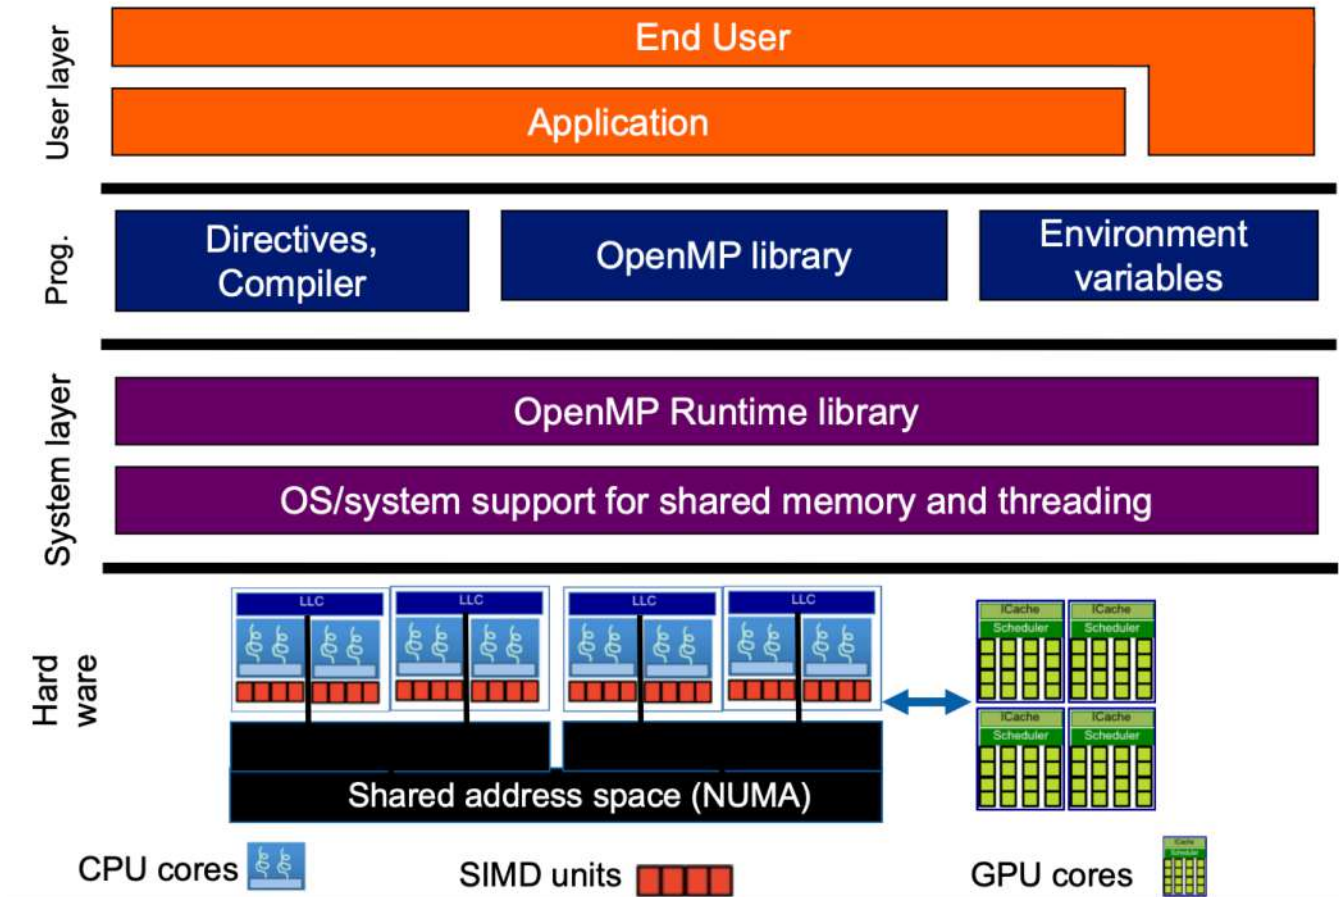 User layer
End User
Application
Prog.
Directives,
Compiler
OpenMP library
Environment
variables
System layer
OpenMP Runtime library
OS/system support for shared memory and threading
Hard
ware
LLC
LLC
LLC
LLC
ICache
Scheduler
ICache
Scheduler
ICache
Scheduler
ICache
Scheduler
Shared address space (NUMA)
CPU cores
SIMD units
GPU cores
ICache
Scheduler